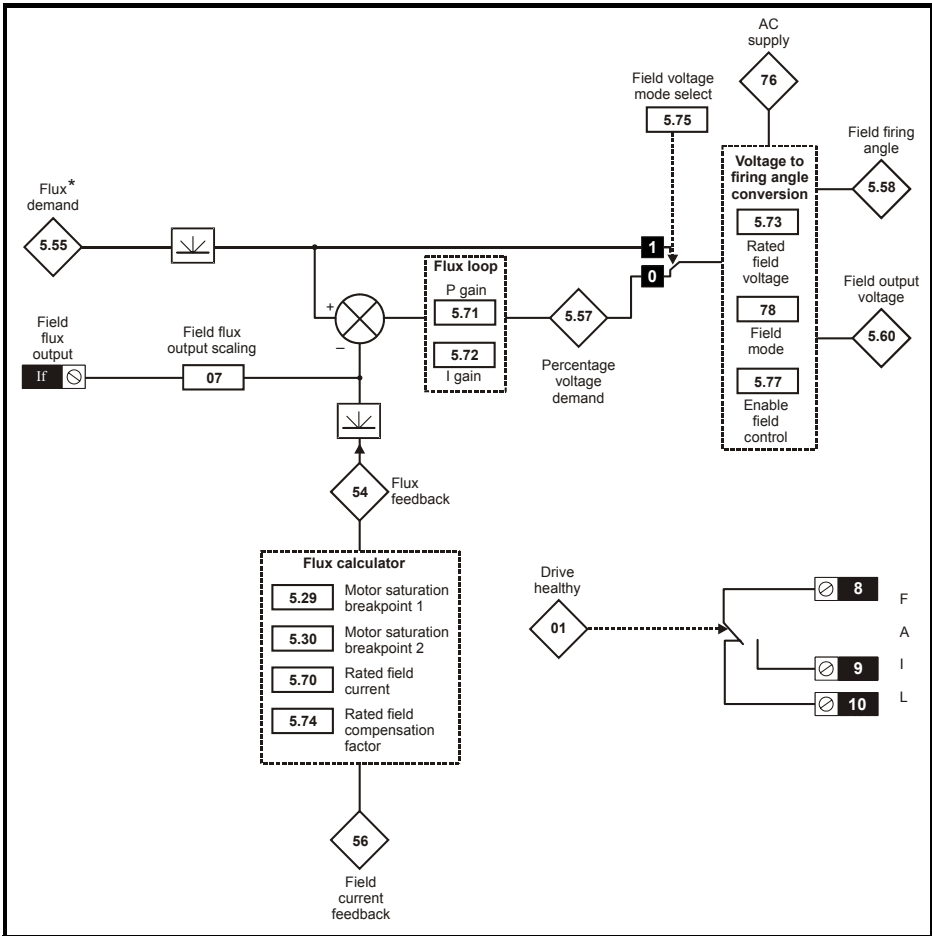 AC
supply
76
Field voltage
mode select
5.75
Field firing
angle
5.58
Voltage to
firing angle
conversion
5.73
Rated
field
voltage
78
Field
mode
5.77
Enable
field
control
Field output
voltage
5.60
Flux*
demand
5.55
1
0
Flux loop
P gain
5.71
5.72
I gain
+
–
5.57
Percentage
voltage
demand
Field
flux
output
If
Field flux
output scaling
07
54
Flux
feedback
Flux calculator
5.29 Motor saturation
breakpoint 1
5.30 Motor saturation
breakpoint 2
5.70 Rated field
current
5.74 Rated field
compensation
factor
56
Field
current
feedback
Drive
healthy
01
8
9
10
F
A
I
L